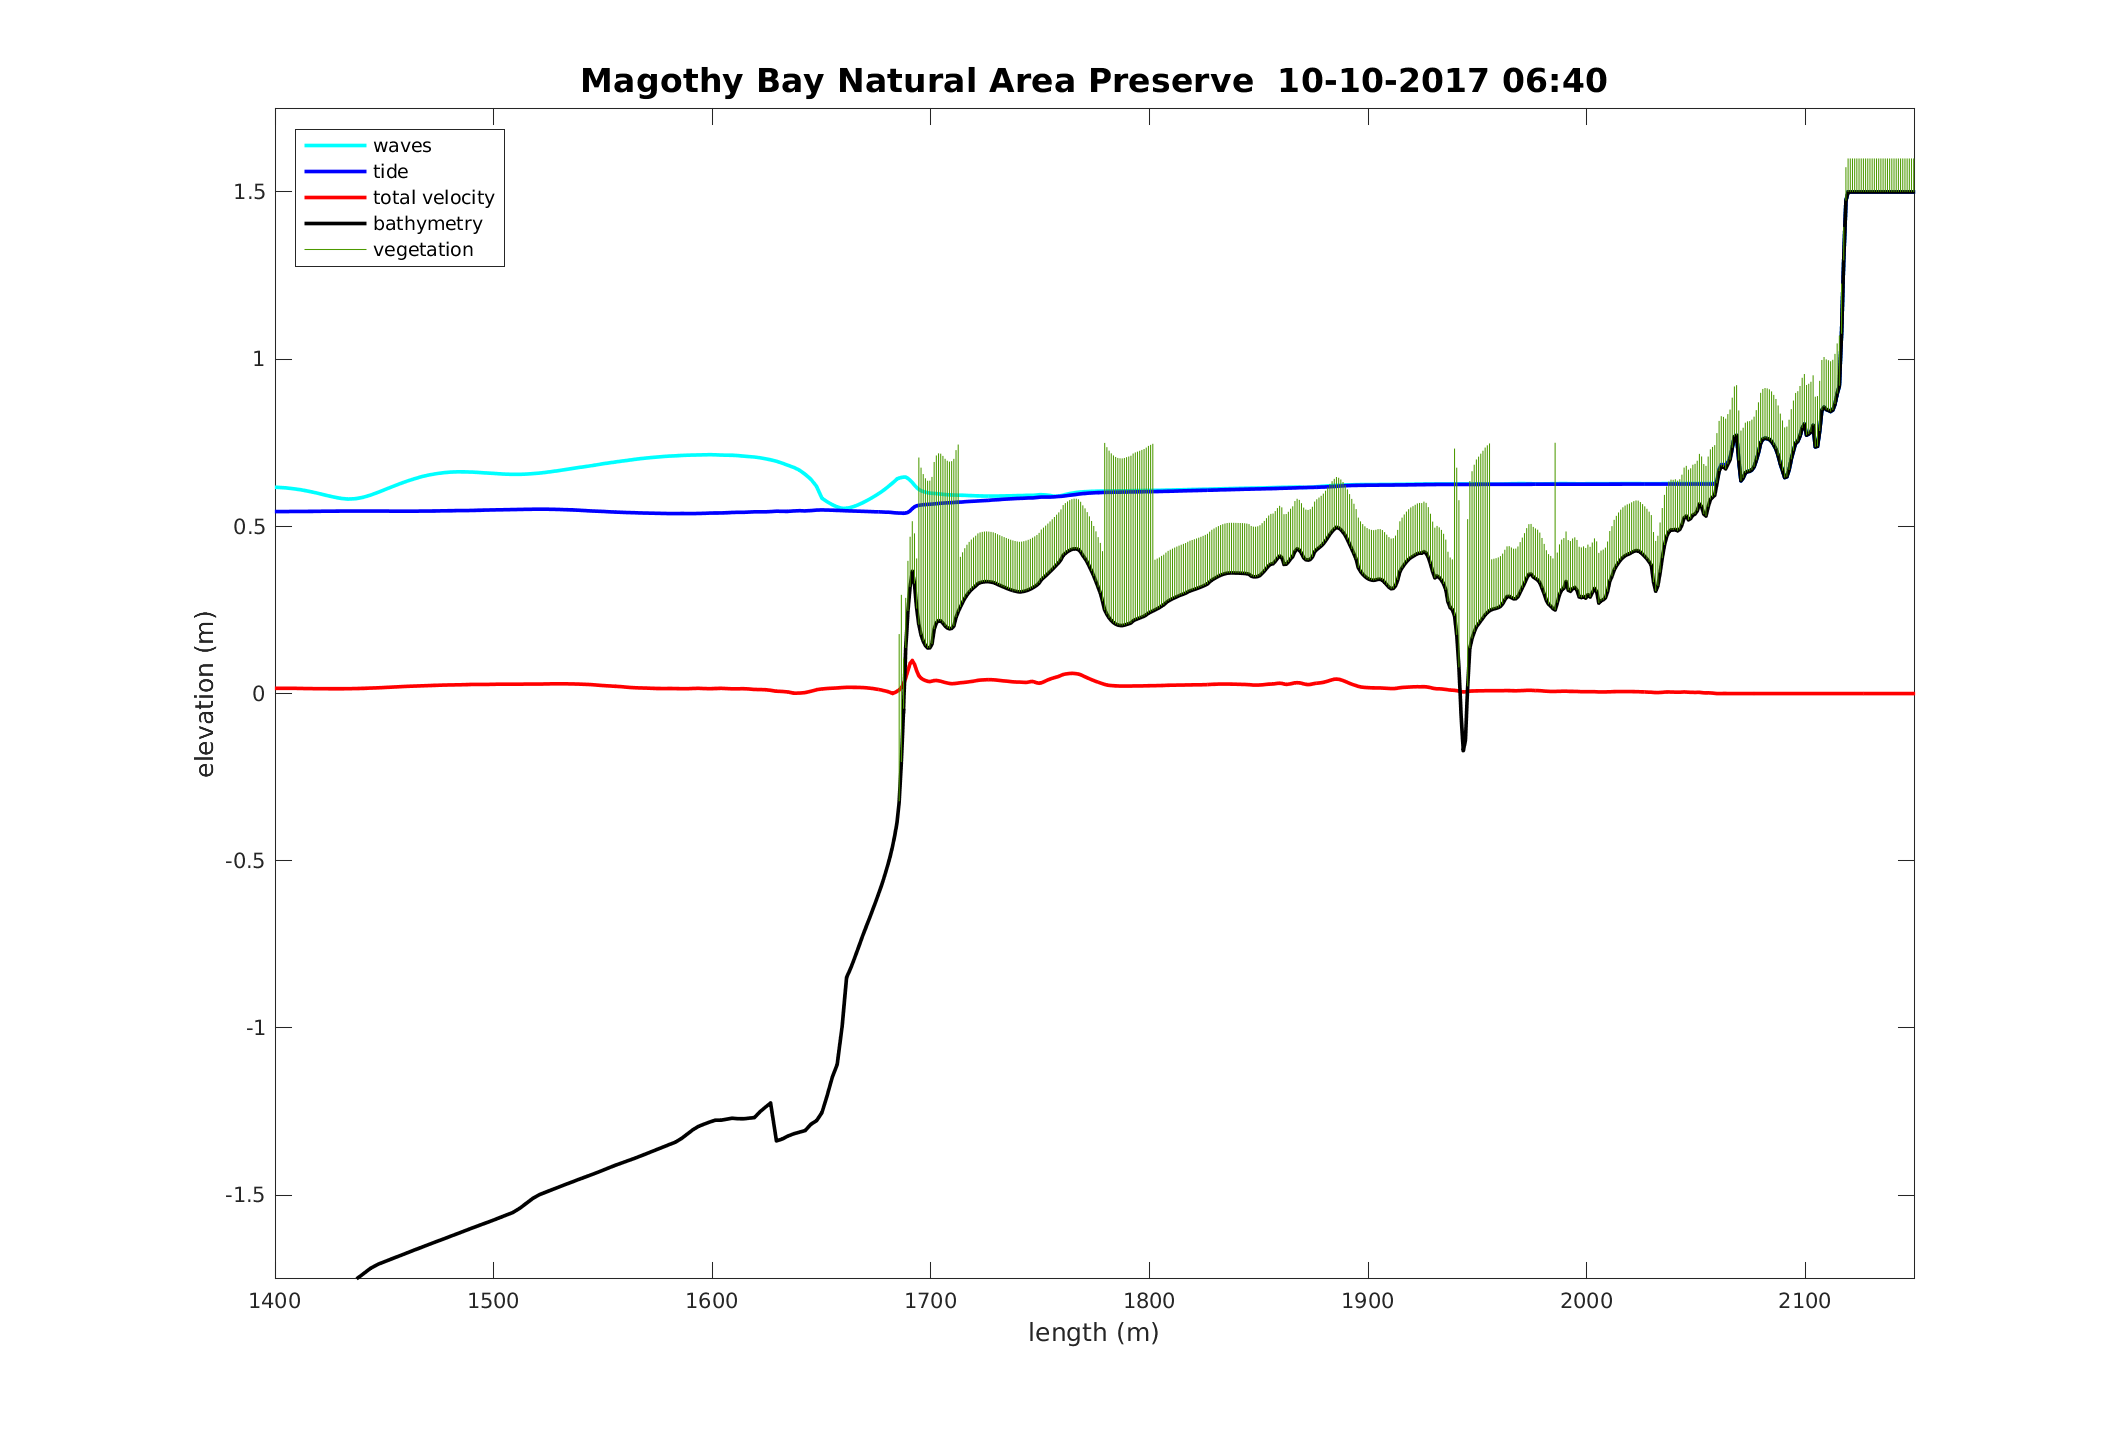 Magothy Bay Natural Area Preserve  10-10-2017 06:40
waves
tide
total velocity
bathymetry
vegetation
1.5
1
0.5
0
-0.5
-1
-1.5
elevation (m)
1400 1500 1600 1700 1800 1900 2000 2100
length (m)